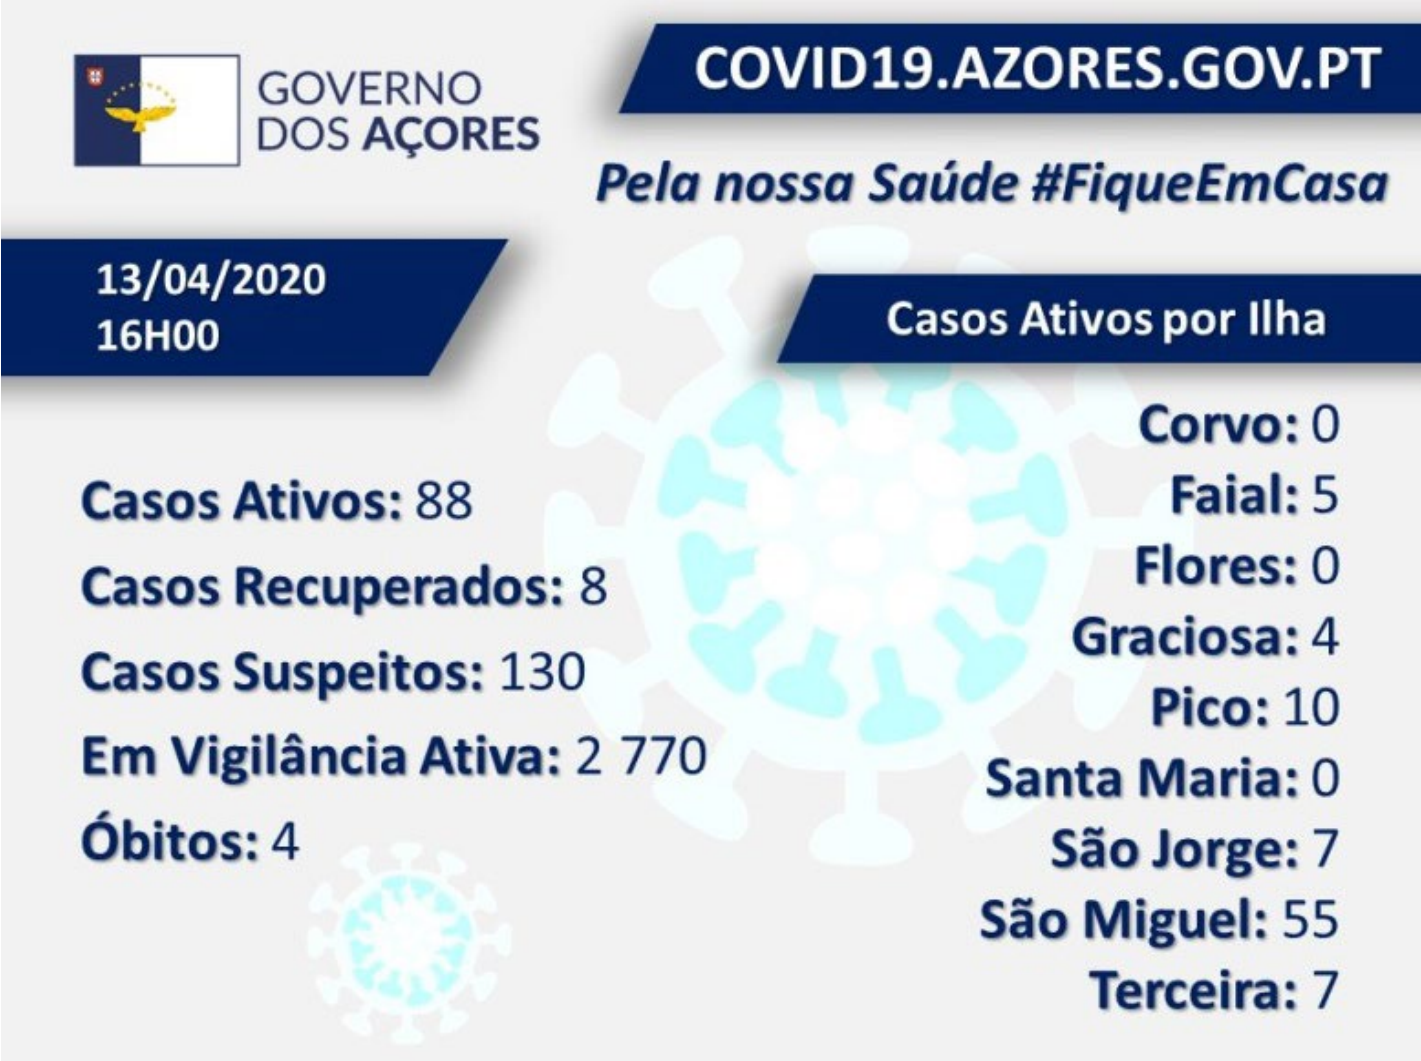 GOVERNO
DOS AÇORES
COVID19.AZORES.GOV.PT
Pela nossa Saúde #FiqueEmCasa
13/04/2020
16H00
Casos Ativos: 88
Casos Recuperados: 8
Casos Suspeitos: 130
Em Vigilância Ativa: 2 770
Óbitos: 4
Casos Ativos por Ilha
Corvo: 0
Faial: 5
Flores: 0
Graciosa: 4
Pico: 10
Santa Maria: 0
São Jorge: 7
São Miguel: 55
Terceira: 7